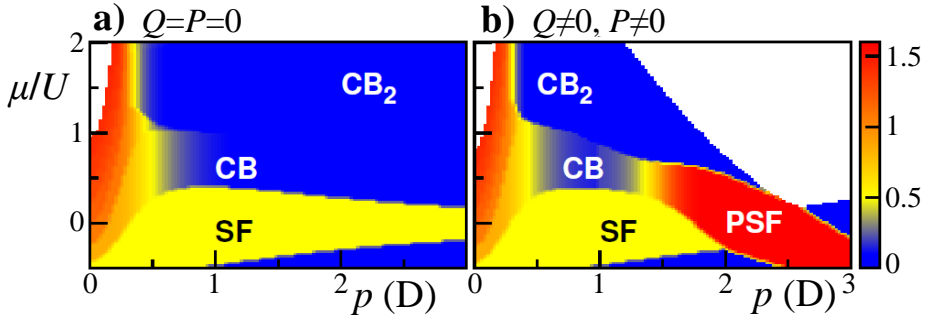 a) Q=P=0
b) Q≠0, P≠0
2
μ/U
1
0
CB₂
CB
SF
CB₂
CB
SF
PSF
1.5
1
0.5
0
0 1 2 p (D)
0 1 2 p (D) 3